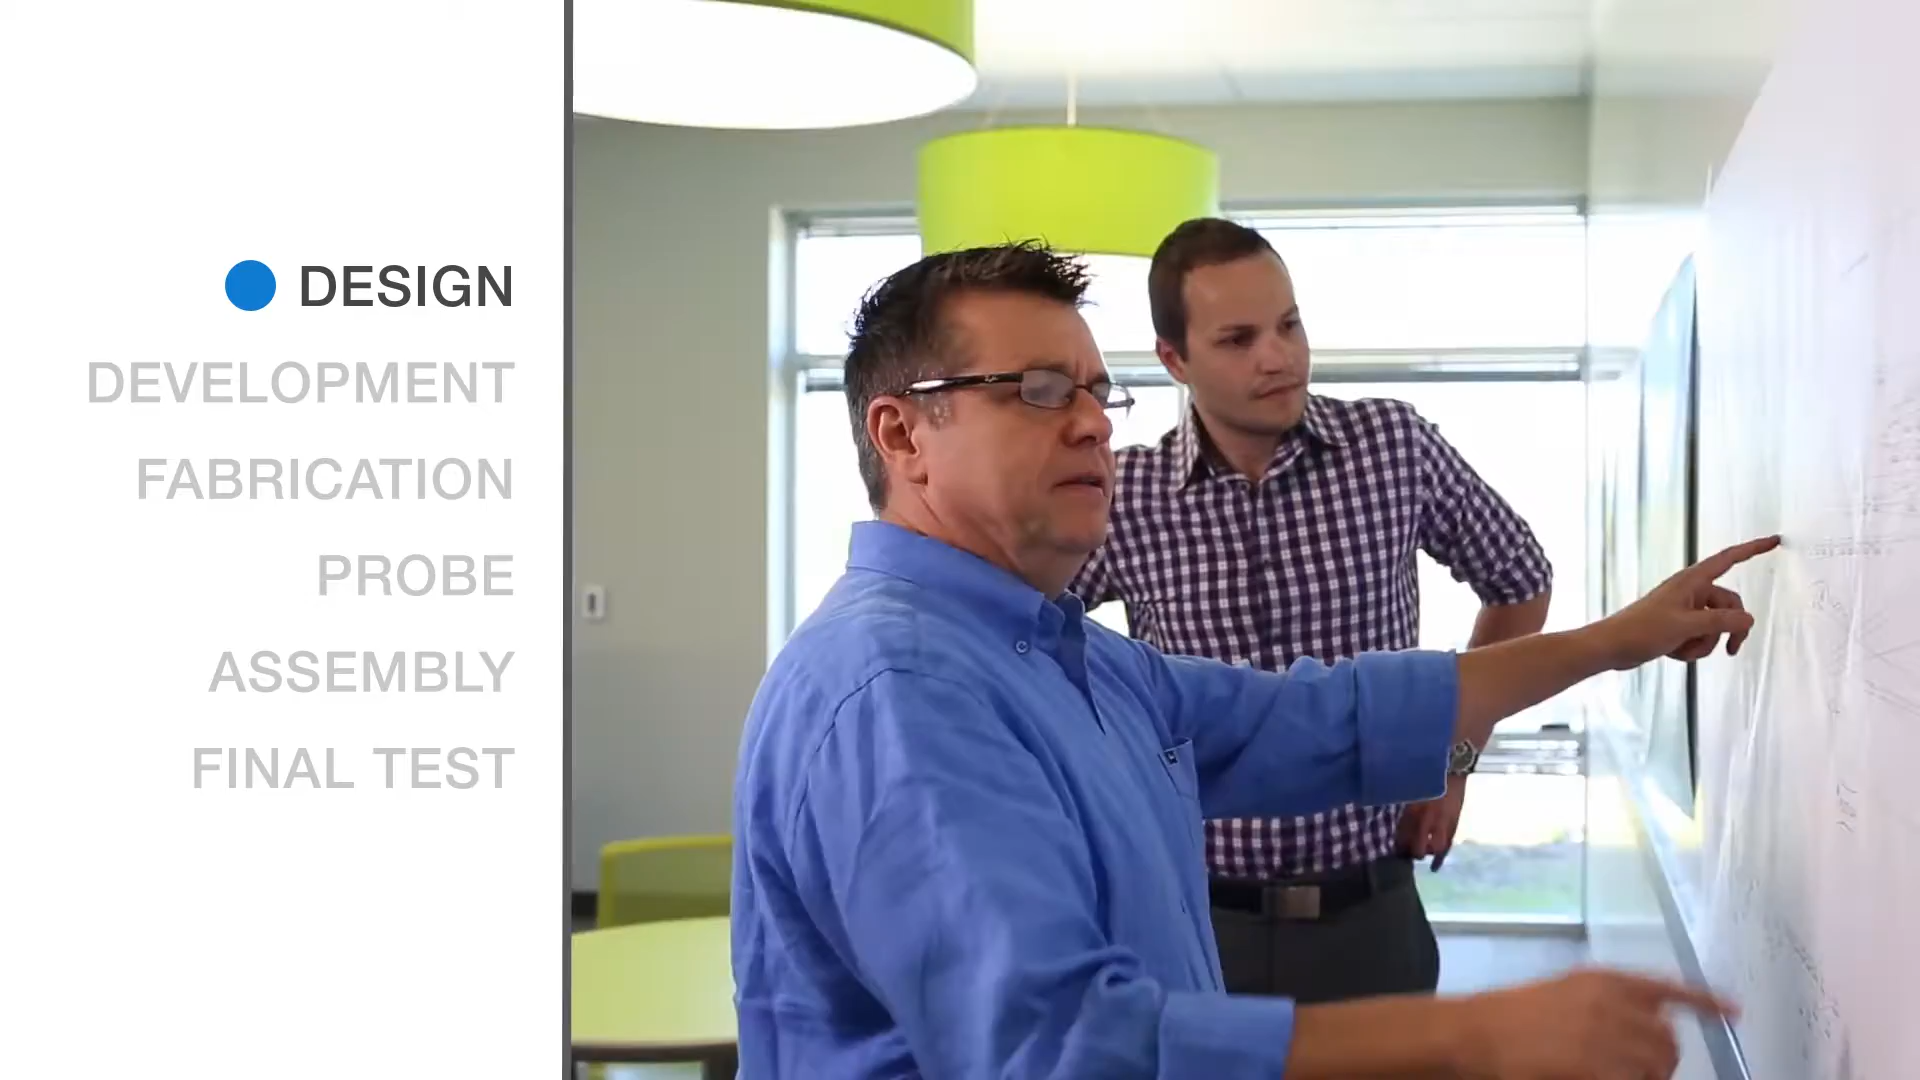 DESIGN
DEVELOPMENT
FABRICATION
PROBE
ASSEMBLY
FINAL TEST